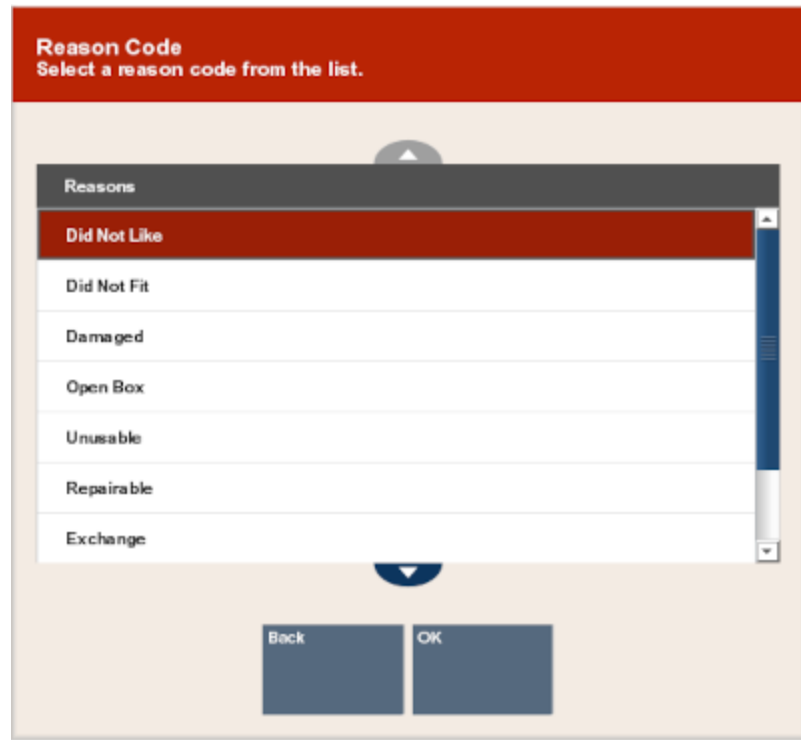 Reason Code
Select a reason code from the list.
Reasons
Did Not Like
Did Not Fit
Damaged
Open Box
Unusable
Repairable
Exchange
Back
OK